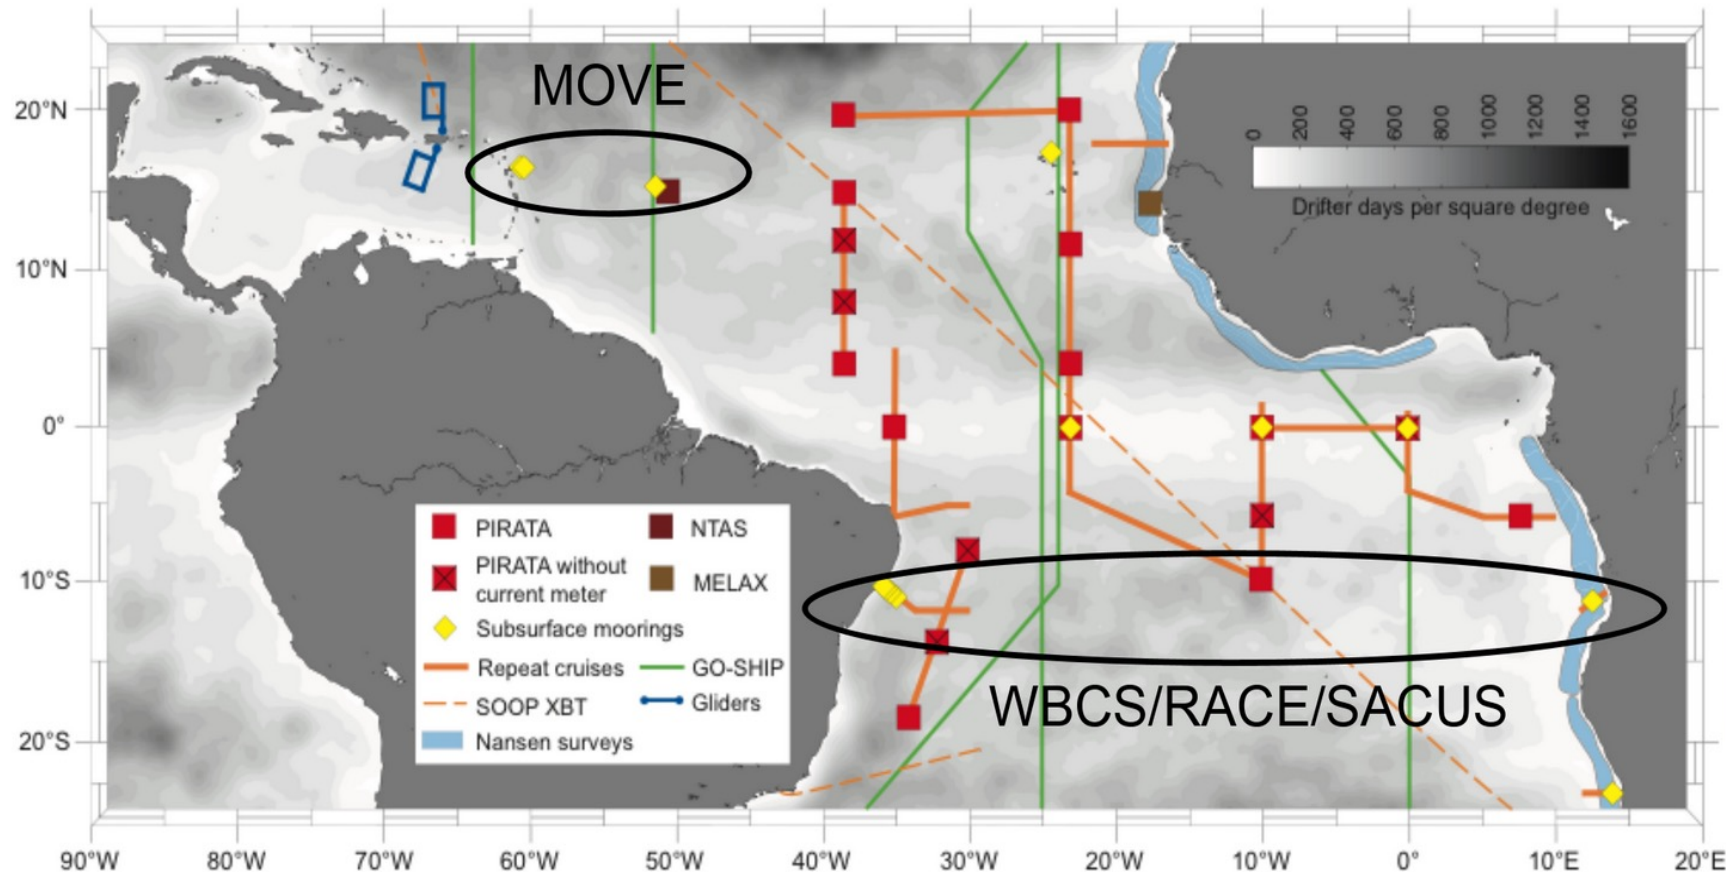 MOVE
20°N
10°N
0°
10°S
20°S
0
200
400
600
800
1000
1200
1400
1600
Drifter days per square degree
PIRATA
NTAS
PIRATA without
current meter
MELAX
Subsurface moorings
Repeat cruises
GO-SHIP
SOOP XBT
Gliders
Nansen surveys
WBCS/RACE/SACUS
90°W 80°W 70°W 60°W 50°W 40°W 30°W 20°W 10°W 0° 10°E 20°E